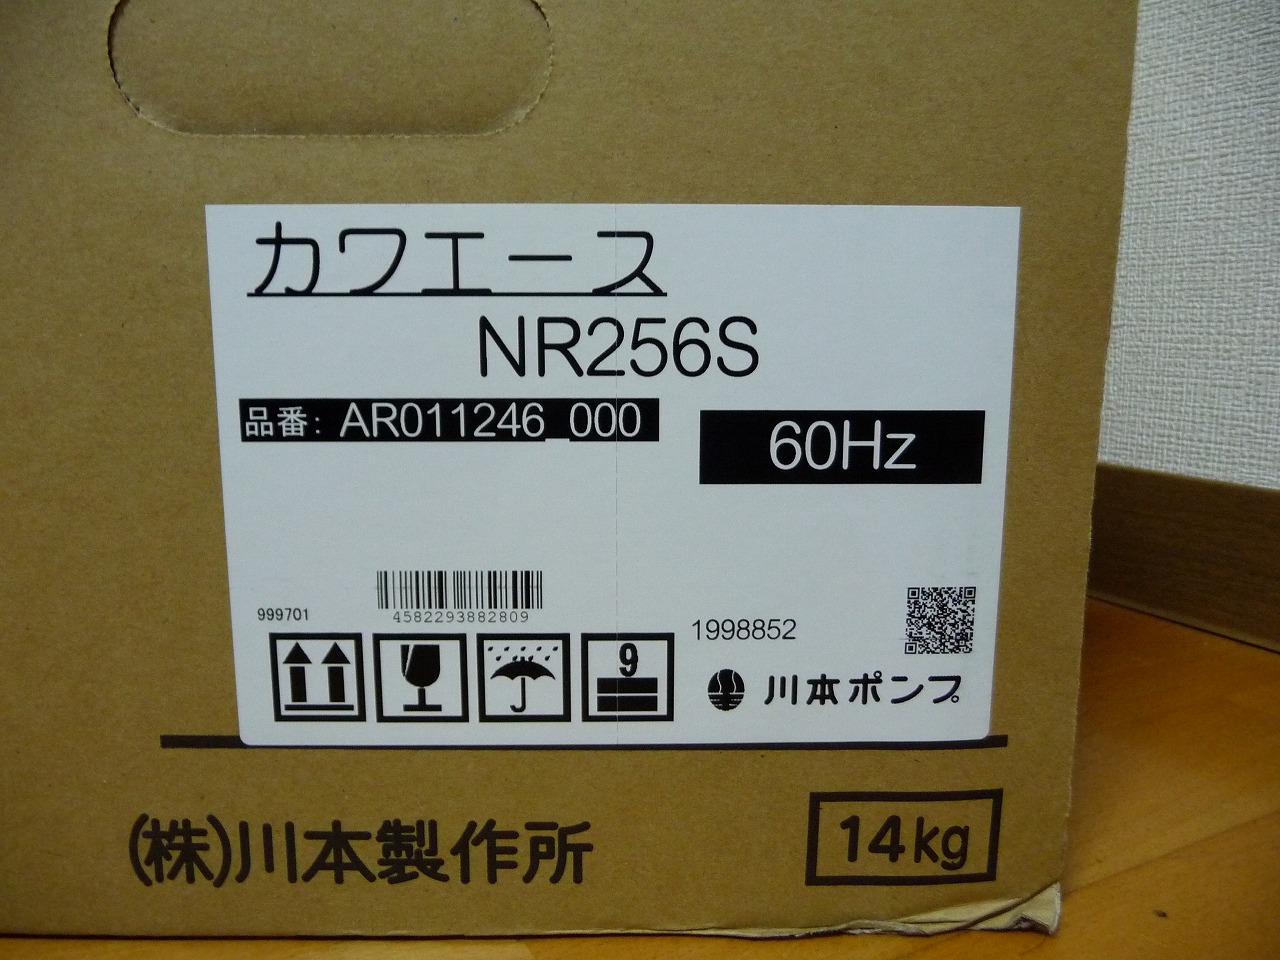 カワエース
NR256S
品番: AR011246_000
60Hz
4582293882809
999701
1998852
9
川本ポンプ
(株)川本製作所
14kg